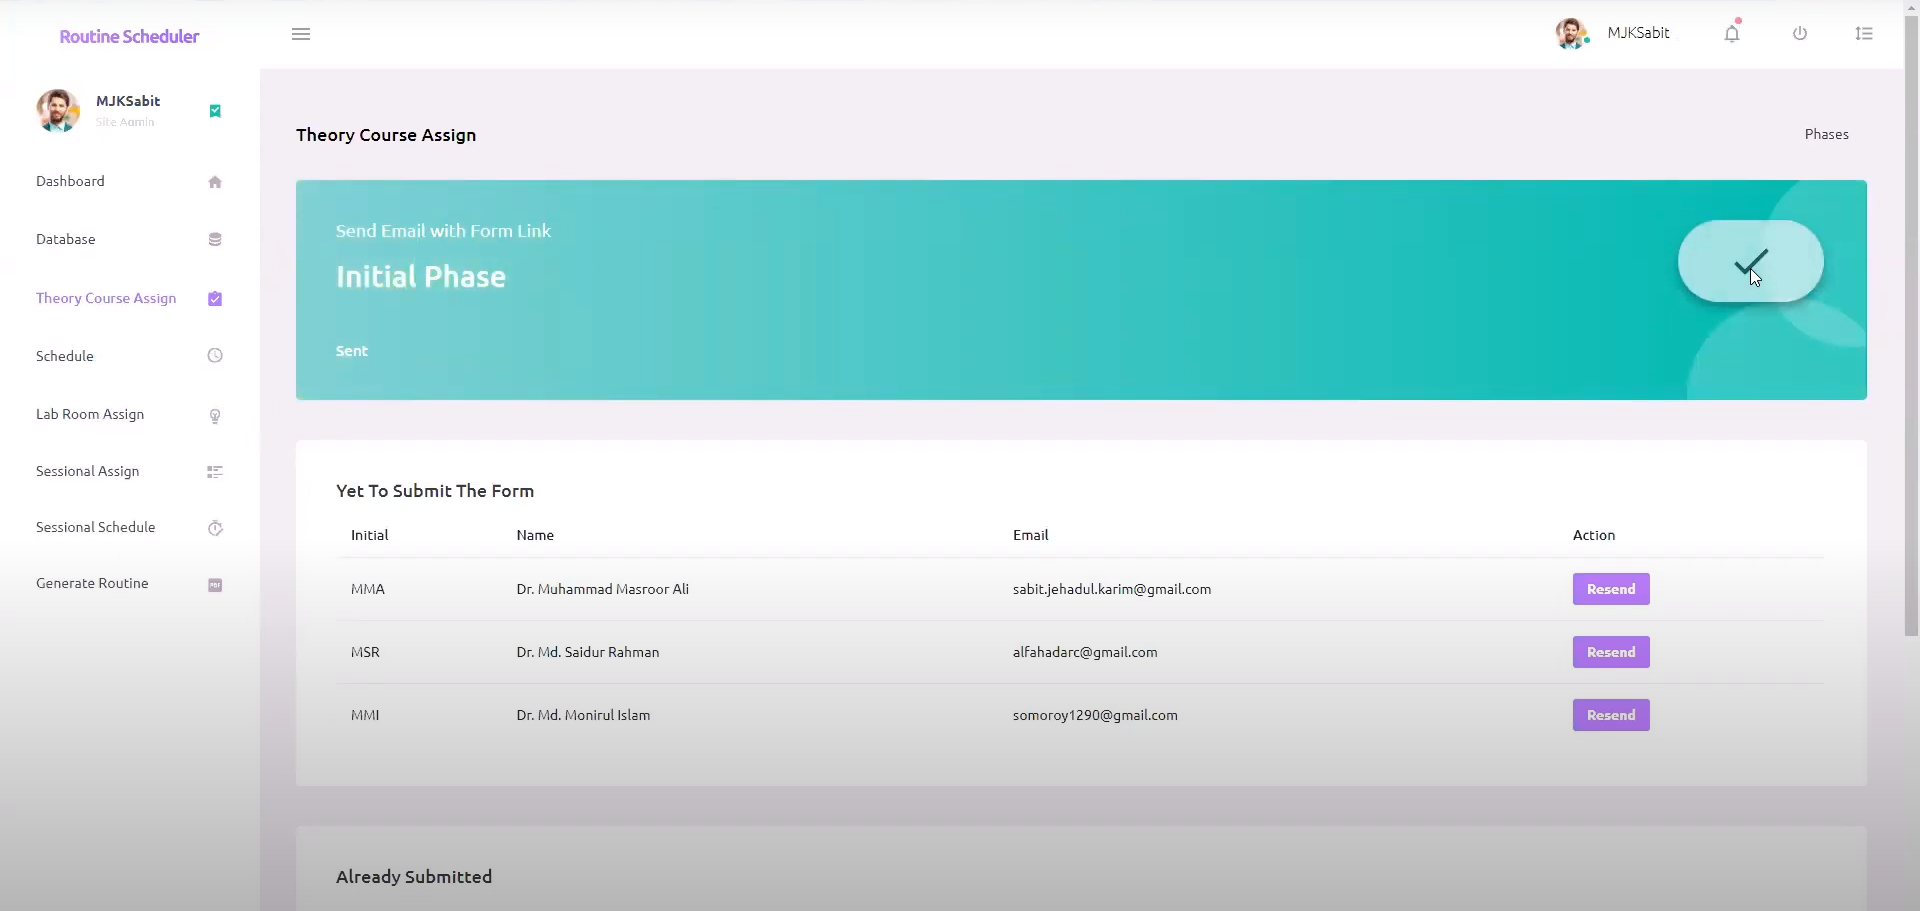 Routine Scheduler
MJKSabit
MJKSabit
Site Admin
Dashboard
Database
Theory Course Assign
Schedule
Lab Room Assign
Sessional Assign
Sessional Schedule
Generate Routine
PDF
Theory Course Assign
Phases
Send Email with Form Link
Initial Phase
Sent
Yet To Submit The Form
Initial Name Email Action
MMA Dr. Muhammad Masroor Ali sabit.jehadul.karim@gmail.com Resend
MSR Dr. Md. Saidur Rahman alfahadarc@gmail.com Resend
MMI Dr. Md. Monirul Islam somoroy1290@gmail.com Resend
Already Submitted